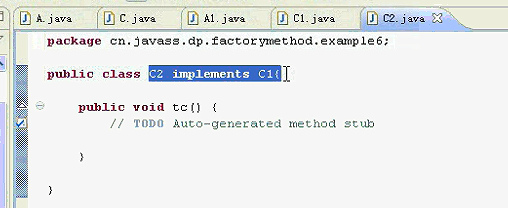 A.java C.java A1.java C1.java C2.java
package cn.javass.dp.factorymethod.example6;
public class C2 implements C1{
public void tc() {
// TODO Auto-generated method stub
}
}